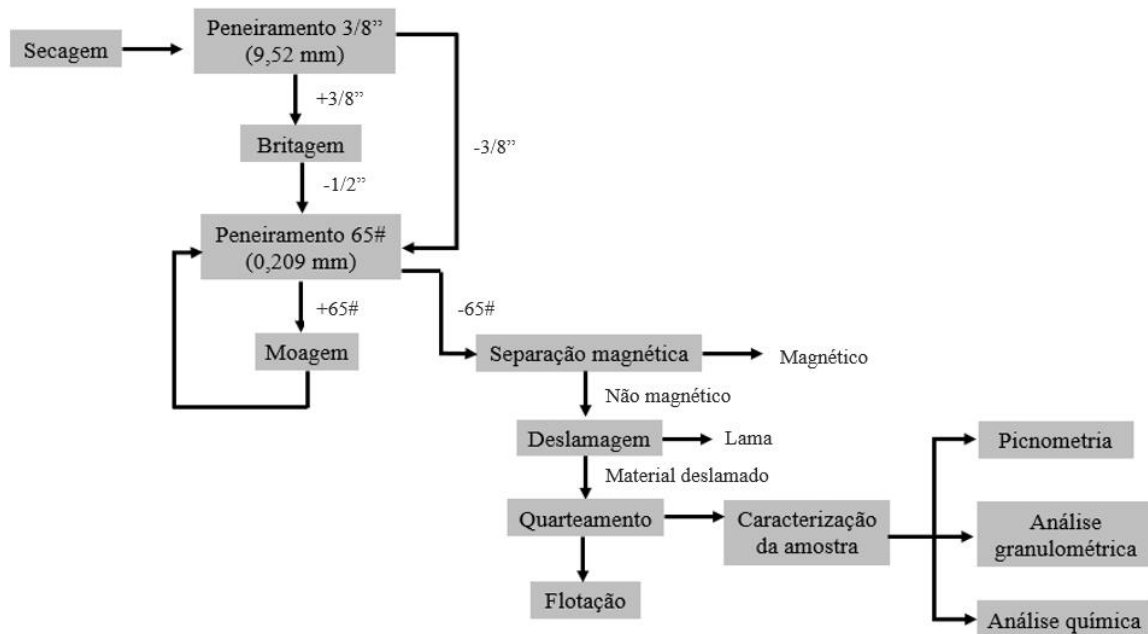 Secagem
Peneiramento 3/8”
(9,52 mm)
+3/8”
-3/8”
Britagem
-1/2”
Peneiramento 65#
(0,209 mm)
+65#
-65#
Moagem
Separação magnética
Magnético
Não magnético
Deslamagem
Lama
Material deslamado
Quarteamento
Caracterização
da amostra
Flotação
Picnometria
Análise
granulométrica
Análise química